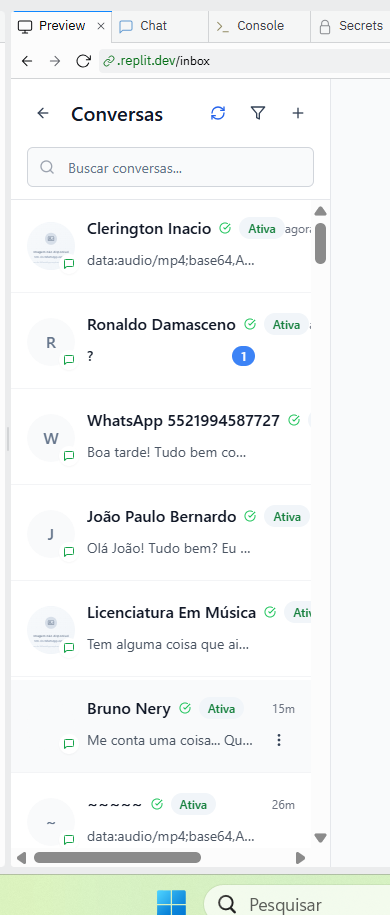 Preview
Chat
Console
Secrets
.replit.dev/inbox
Conversas
Buscar conversas...
Clerington Inacio
Ativa
agora
data:audio/mp4;base64,A...
Ronaldo Damasceno
Ativa
?
1
WhatsApp 5521994587727
W
Boa tarde! Tudo bem co...
R
João Paulo Bernardo
Ativa
J
Olá João! Tudo bem? Eu ...
Licenciatura Em Música
Tem alguma coisa que ai...
Bruno Nery
Ativa
15m
Me conta uma coisa... Qu...
~~~~~
Ativa
26m
~
data:audio/mp4;base64,A...
Pesquisar